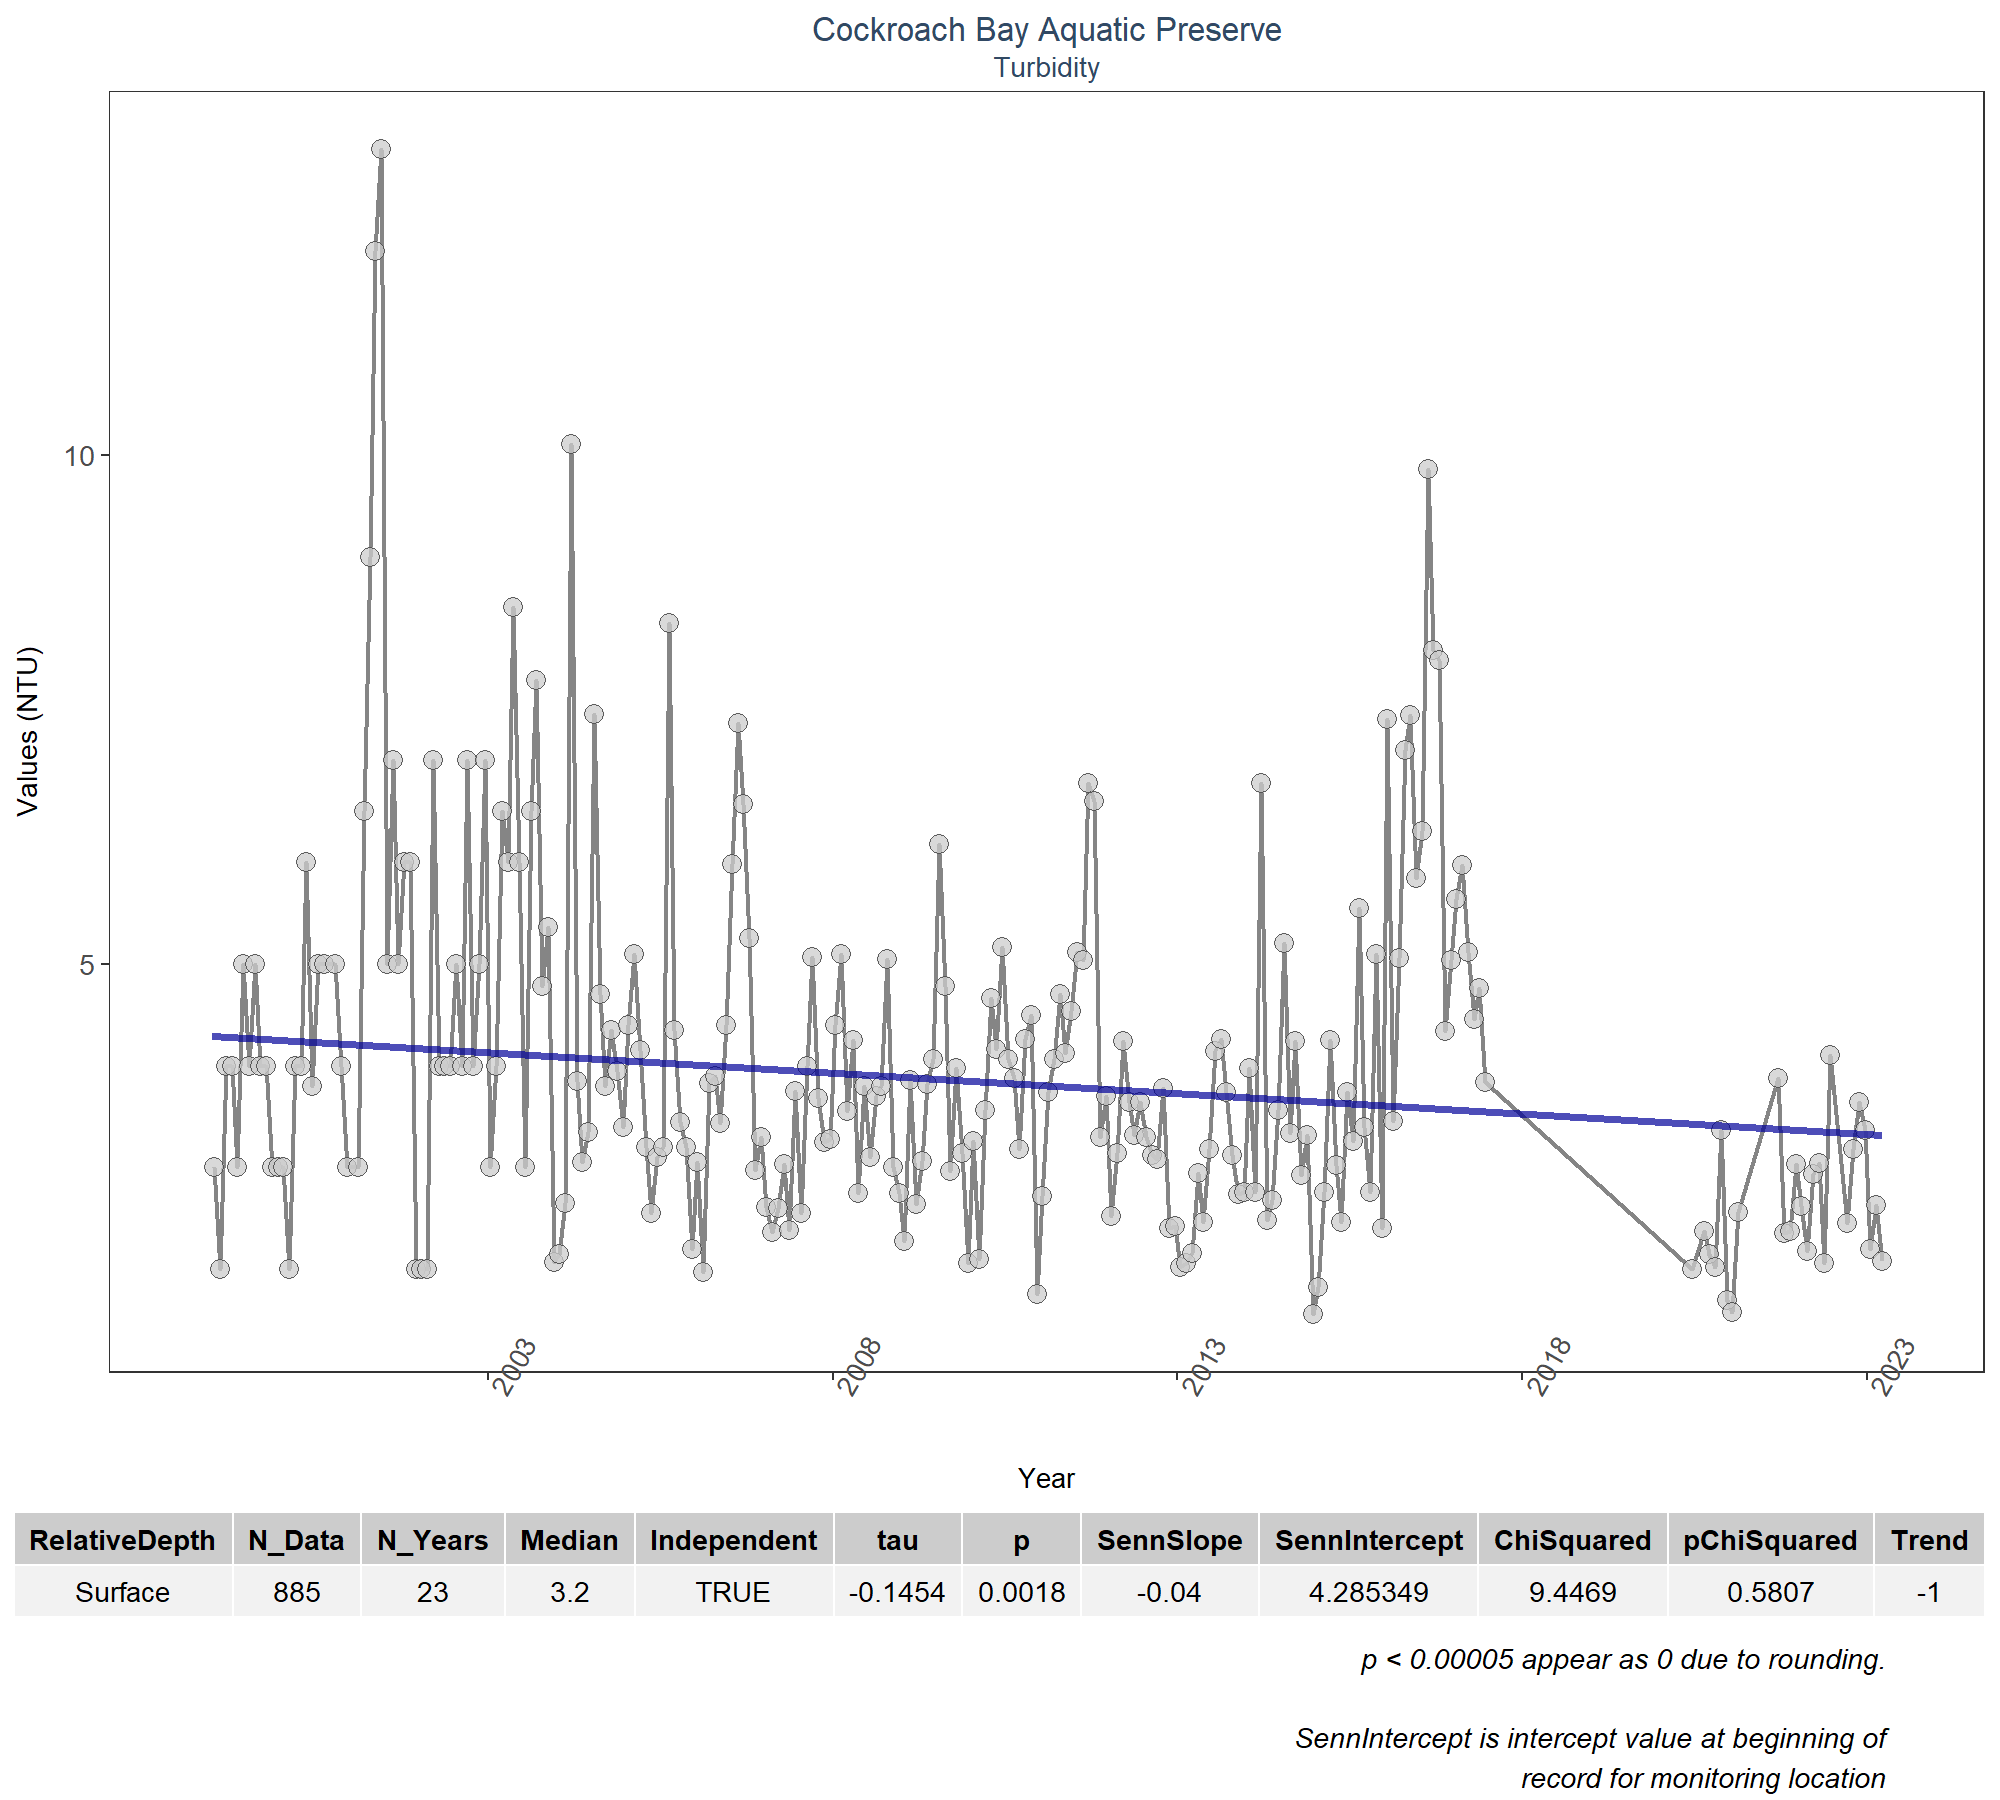 Cockroach Bay Aquatic Preserve
Turbidity
Values (NTU)
10
5
2003
2008
2013
2018
2023
Year
RelativeDepth N_Data N_Years Median Independent tau p SennSlope SennIntercept ChiSquared pChiSquared Trend
Surface 885 23 3.2 TRUE -0.1454 0.0018 -0.04 4.285349 9.4469 0.5807 -1
p < 0.00005 appear as 0 due to rounding.
SennIntercept is intercept value at beginning of
record for monitoring location